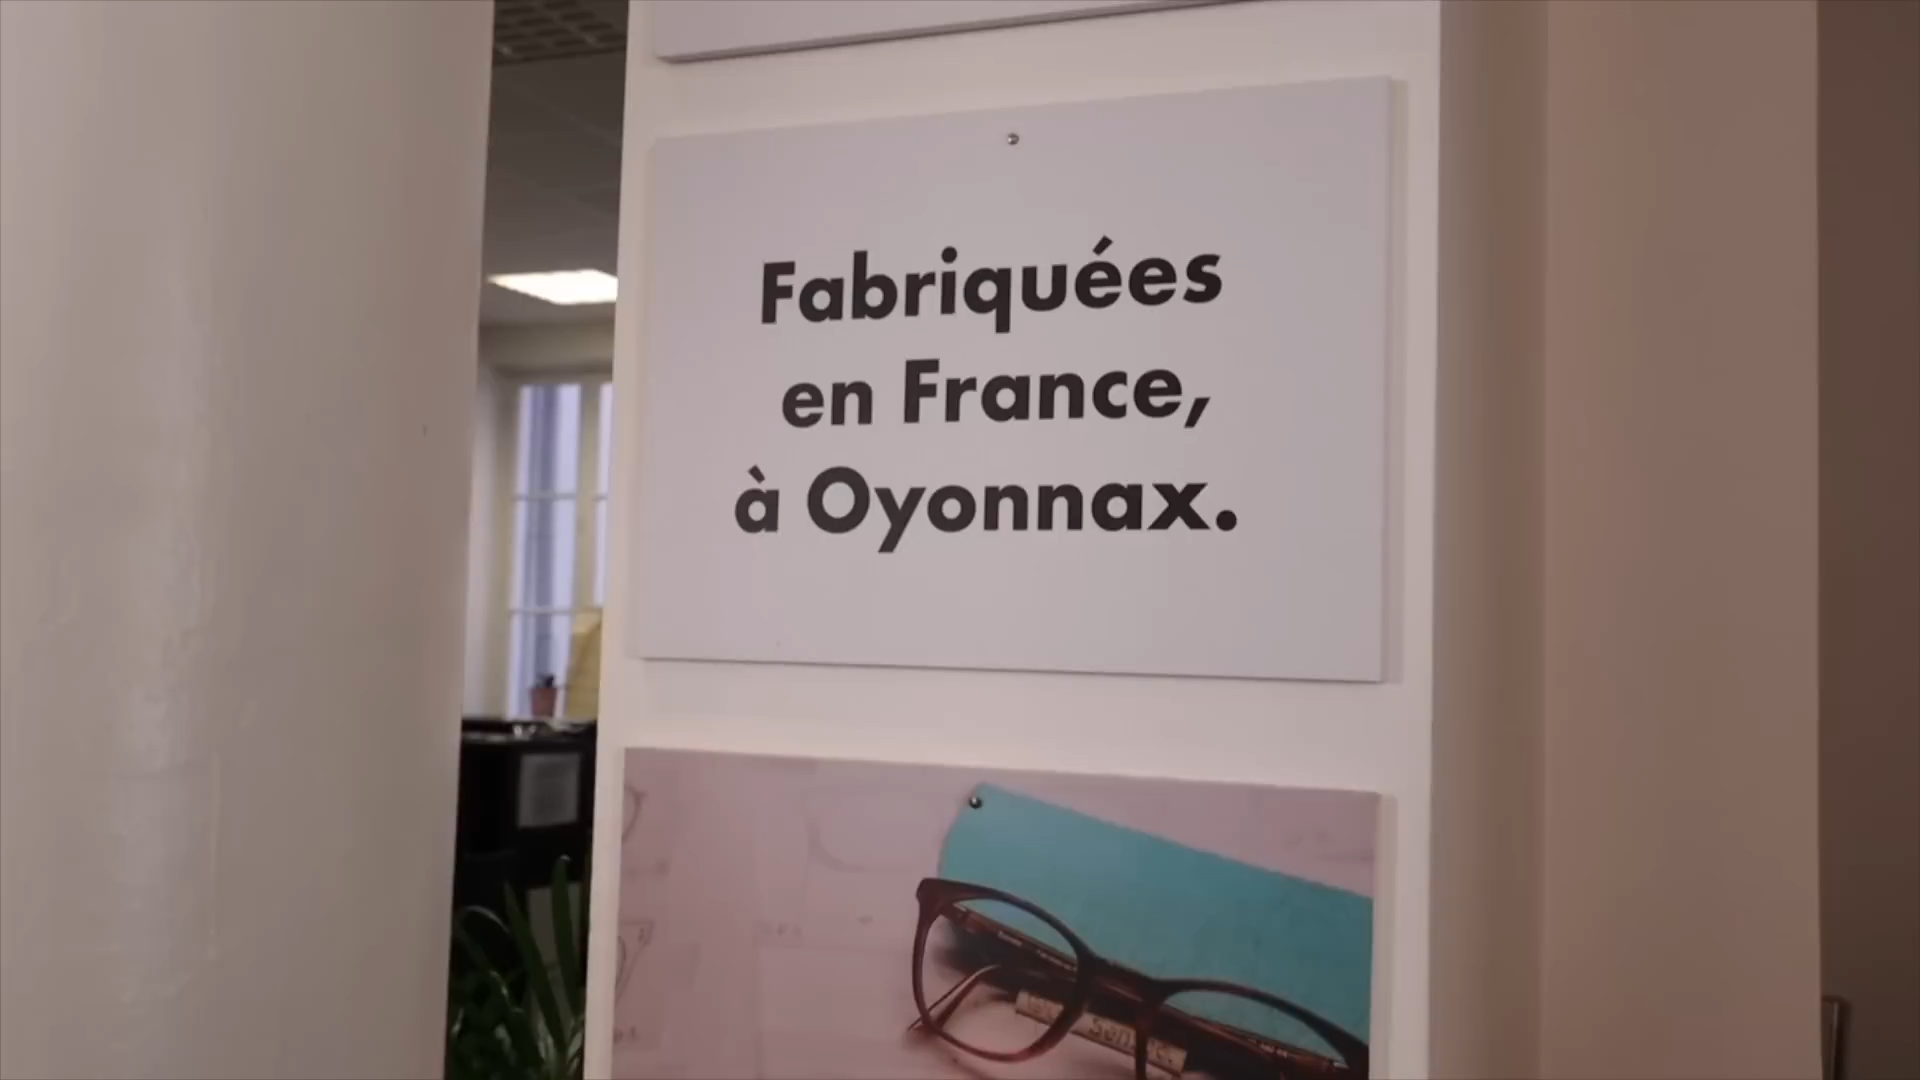 Fabriquées
en France,
à Oyonnax.